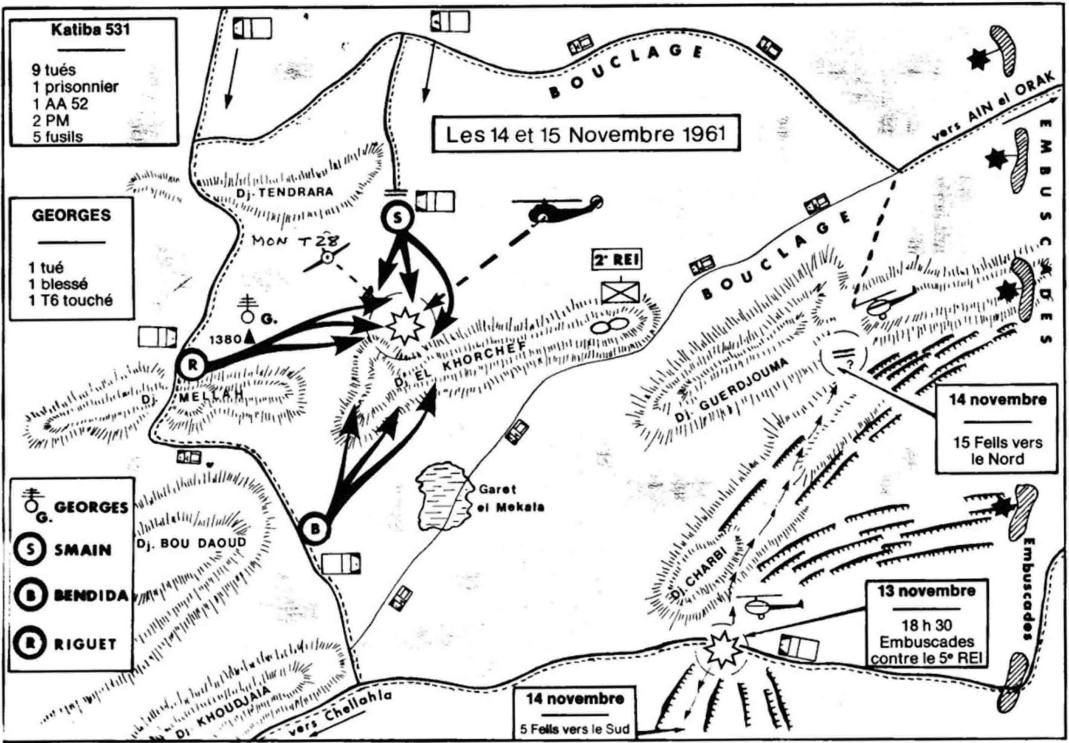 Katiba 531
9 tués
1 prisonnier
1 AA 52
2 PM
5 fusils
Les 14 et 15 Novembre 1961
BOUCLAGE
vers AIN el ORAK
EMBUSCADES
GEORGES
1 tué
1 blessé
1 T6 touché
Dj. TENDRARA
S
MON T28
2e REI
BOUCLAGE
G.
1380
R
Dj. MELLAH
Dj. EL KHORCHEF
Dj. GUERDJOUMA
?
14 novembre
15 Fells vers
le Nord
Garet
el Mekala
B
G. GEORGES
S SMAIN
B BENDIDA
R RIGUET
Dj. BOU DAOUD
Dj. CHARBI
Embuscades
13 novembre
18 h 30
Embuscades
contre le 5e REI
Dj. KHOUDJAIA
vers Chellahla
14 novembre
5 Fells vers le Sud